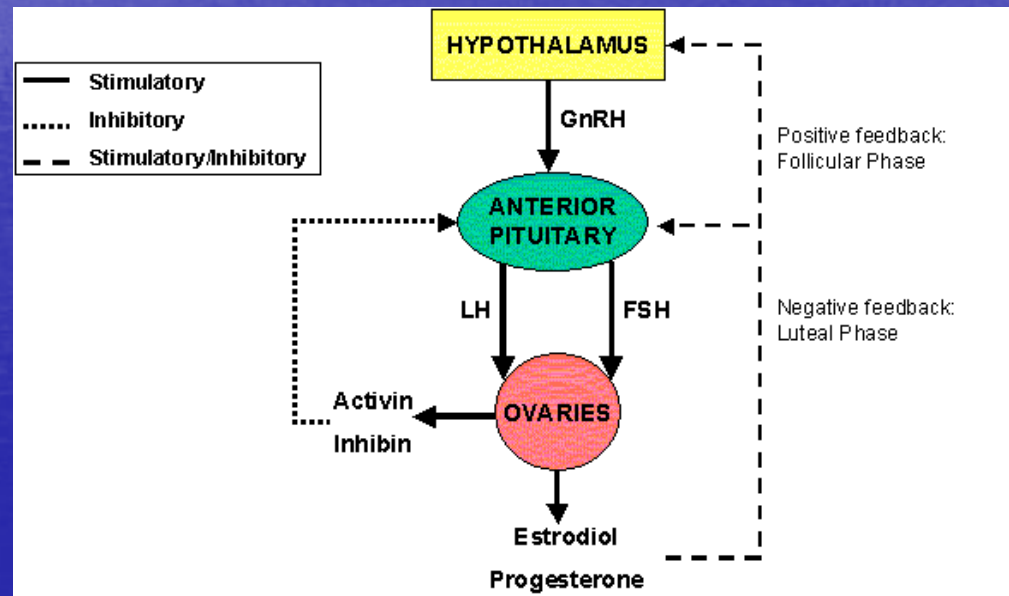 HYPOTHALAMUS
Stimulatory
Inhibitory
Stimulatory/Inhibitory
GnRH
Positive feedback:
Follicular Phase
ANTERIOR
PITUITARY
LH
FSH
Negative feedback:
Luteal Phase
Activin
Inhibin
OVARIES
Estrodiol
Progesterone